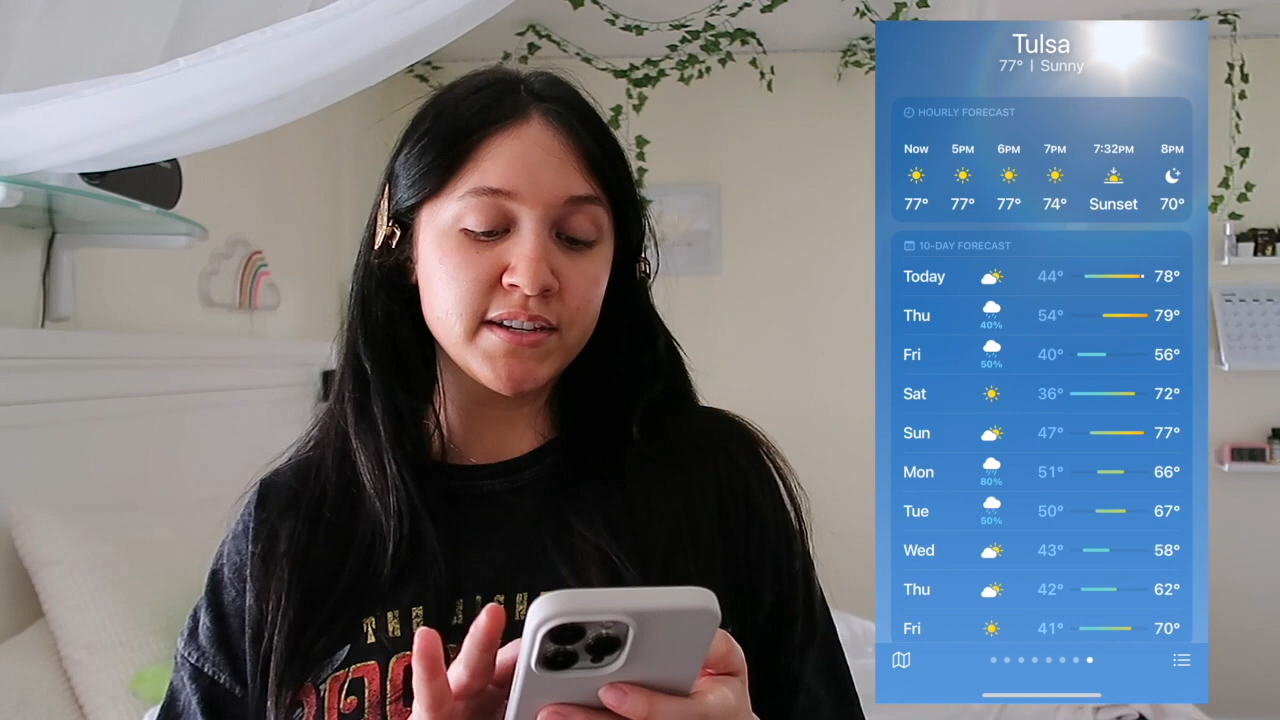 Tulsa
77° | Sunny
HOURLY FORECAST
Now 5PM 6PM 7PM 7:32PM 8PM
77° 77° 77° 74° Sunset 70°
10-DAY FORECAST
Today 44° 78°
Thu 40% 54° 79°
Fri 50% 40° 56°
Sat 36° 72°
Sun 47° 77°
Mon 80% 51° 66°
Tue 50% 50° 67°
Wed 43° 58°
Thu 42° 62°
Fri 41° 70°